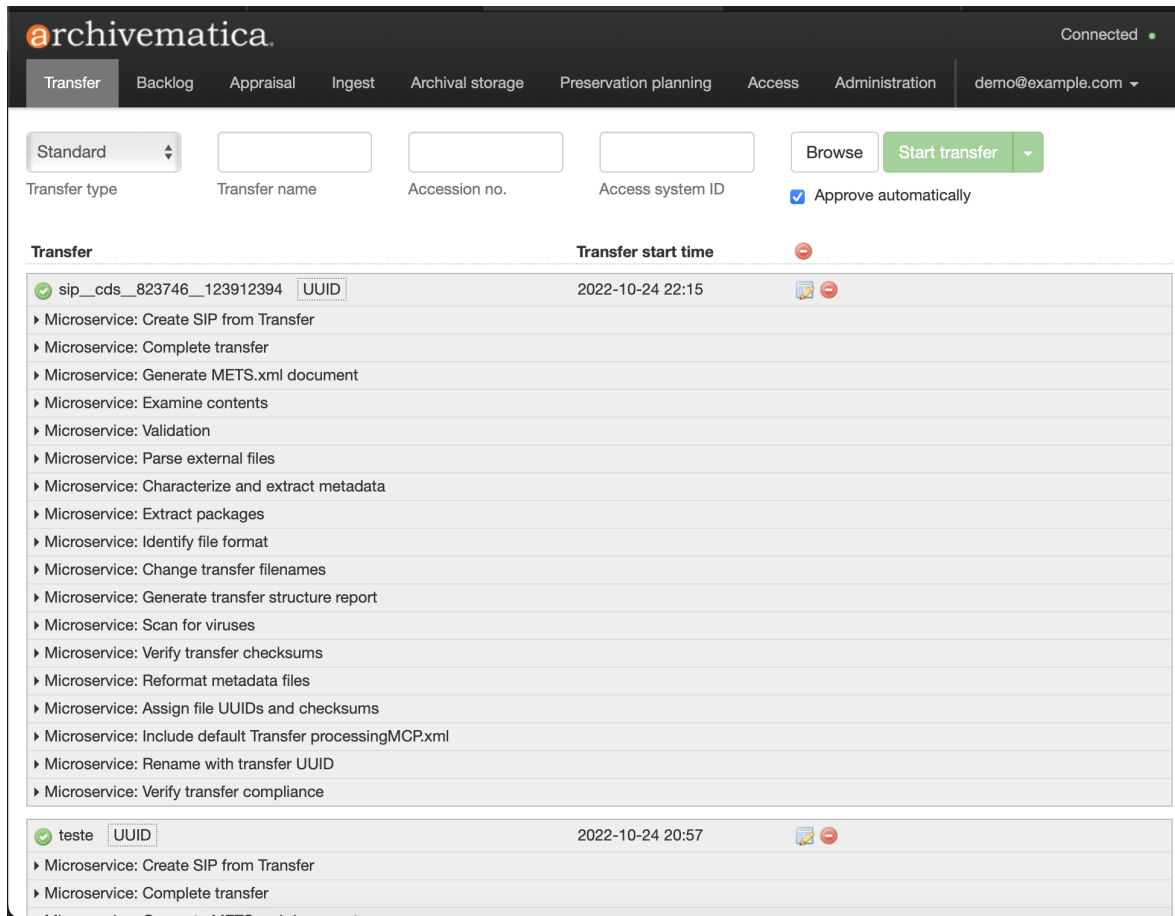 archivematica.
Connected
Transfer Backlog Appraisal Ingest Archival storage Preservation planning Access Administration demo@example.com
Standard Browse Start transfer
Transfer type Transfer name Accession no. Access system ID Approve automatically
Transfer Transfer start time
sip__cds__823746__123912394 UUID 2022-10-24 22:15
Microservice: Create SIP from Transfer
Microservice: Complete transfer
Microservice: Generate METS.xml document
Microservice: Examine contents
Microservice: Validation
Microservice: Parse external files
Microservice: Characterize and extract metadata
Microservice: Extract packages
Microservice: Identify file format
Microservice: Change transfer filenames
Microservice: Generate transfer structure report
Microservice: Scan for viruses
Microservice: Verify transfer checksums
Microservice: Reformat metadata files
Microservice: Assign file UUIDs and checksums
Microservice: Include default Transfer processingMCP.xml
Microservice: Rename with transfer UUID
Microservice: Verify transfer compliance
teste UUID 2022-10-24 20:57
Microservice: Create SIP from Transfer
Microservice: Complete transfer